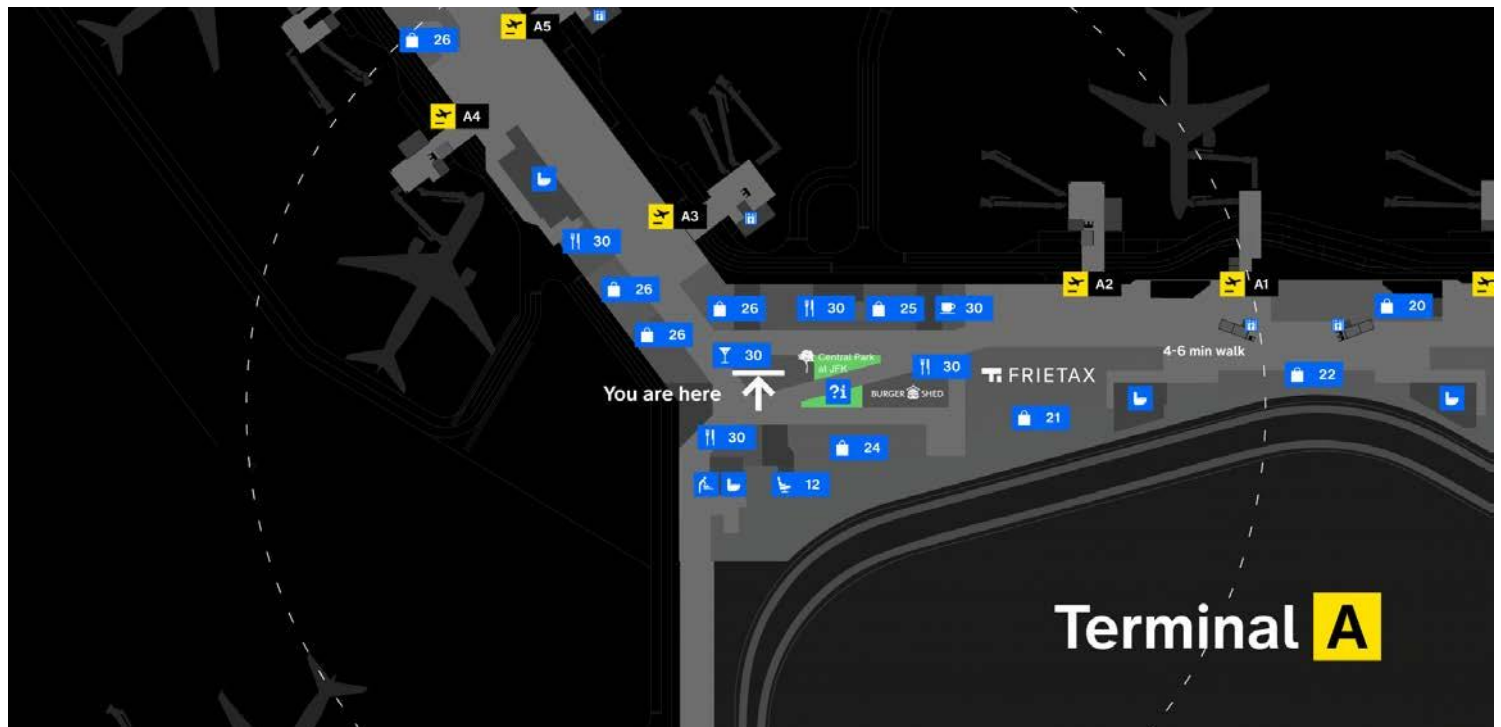 26
A5
A4
A3
30
26
26
26
30
25
30
A2
A1
20
30
Central Park
at JFK
30
FRIETAX
4-6 min walk
22
You are here
?i
BURGER SHED
21
30
24
12
Terminal A